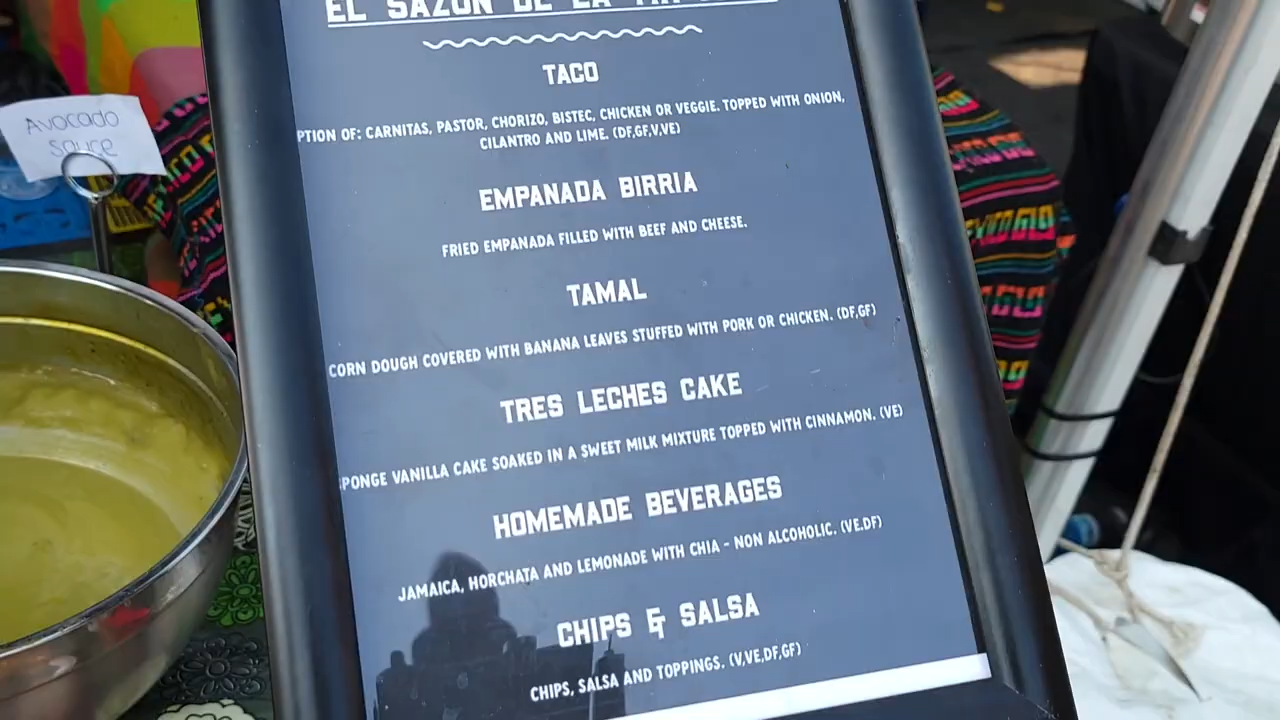 EL SAZON DE LA
TACO
PTION OF: CARNITAS, PASTOR, CHORIZO, BISTEC, CHICKEN OR VEGGIE. TOPPED WITH ONION,
CILANTRO AND LIME. (DF,GF,V,VE)
EMPANADA BIRRIA
FRIED EMPANADA FILLED WITH BEEF AND CHEESE.
TAMAL
CORN DOUGH COVERED WITH BANANA LEAVES STUFFED WITH PORK OR CHICKEN. (DF,GF)
TRES LECHES CAKE
PONGE VANILLA CAKE SOAKED IN A SWEET MILK MIXTURE TOPPED WITH CINNAMON. (VE)
HOMEMADE BEVERAGES
JAMAICA, HORCHATA AND LEMONADE WITH CHIA - NON ALCOHOLIC. (VE.DF)
CHIPS & SALSA
CHIPS, SALSA AND TOPPINGS. (V,VE,DF,GF)
Avocado
sauce